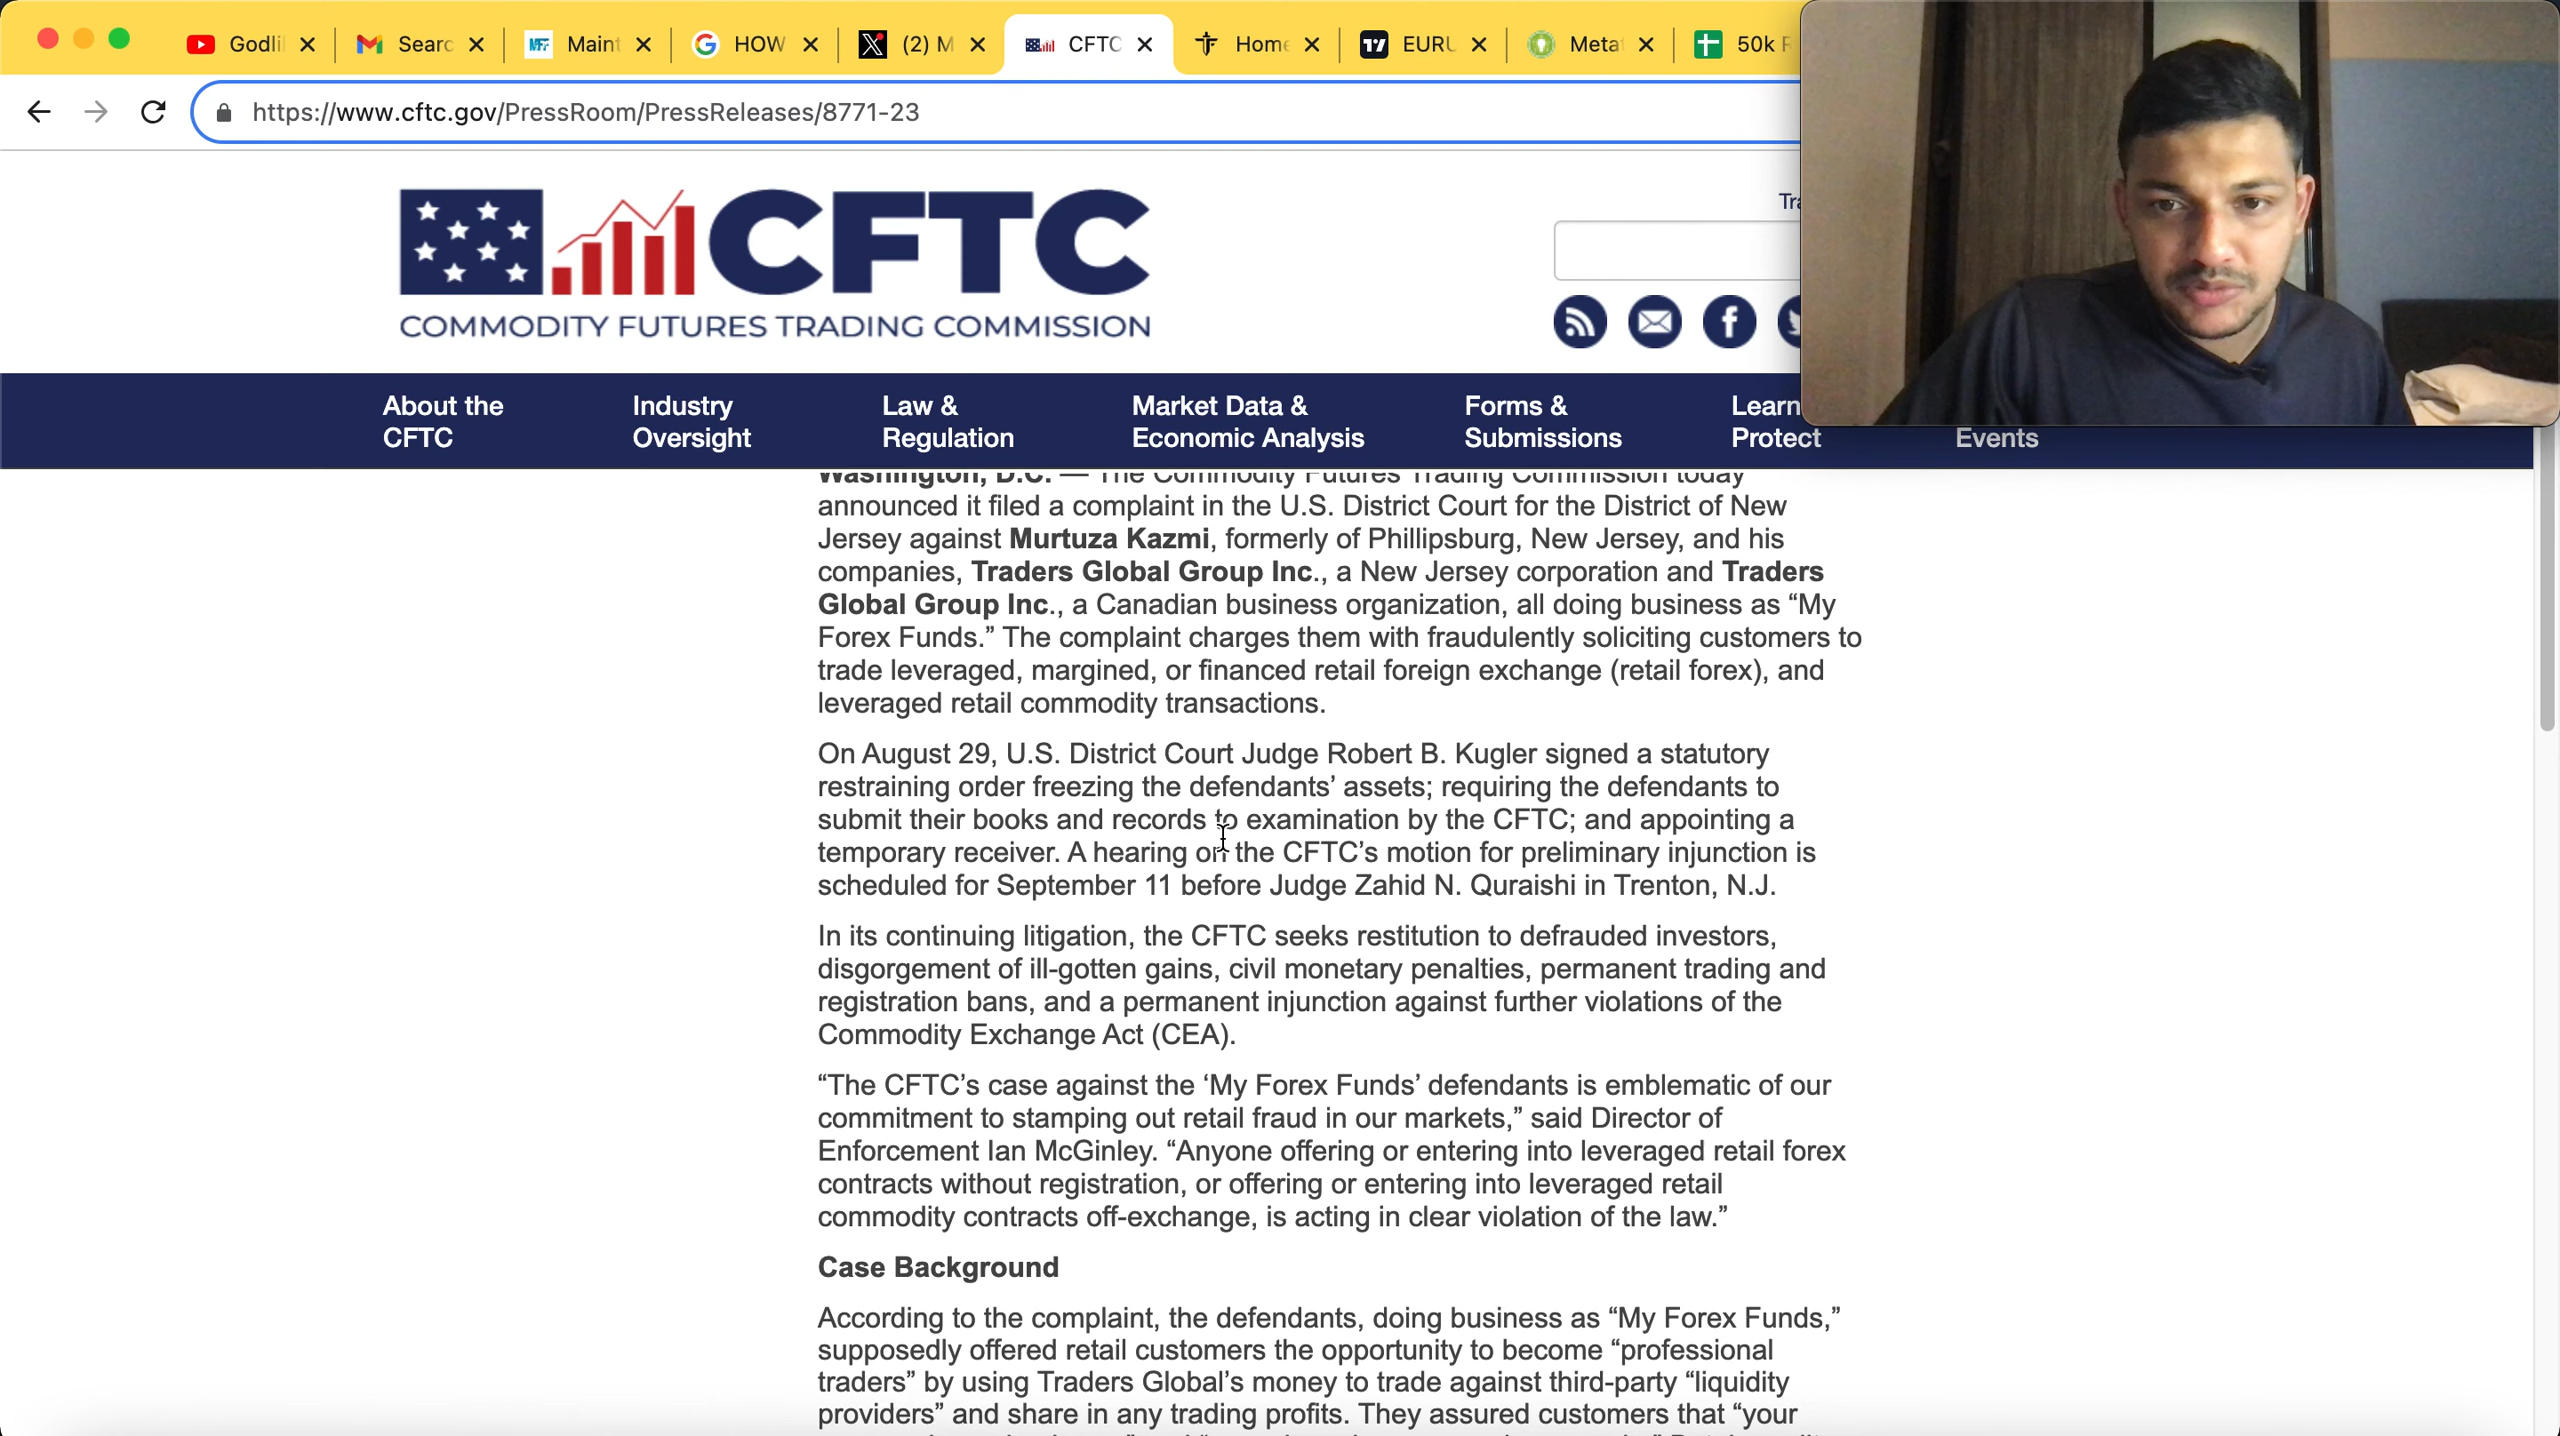 Godli
Searc
Maint
HOW
(2) M
CFTC
Home
EURU
Meta
50k F
https://www.cftc.gov/PressRoom/PressReleases/8771-23
CFTC
COMMODITY FUTURES TRADING COMMISSION
Tra
About the
CFTC
Industry
Oversight
Law &
Regulation
Market Data &
Economic Analysis
Forms &
Submissions
Learn
Protect
Events
Washington, D.C. — The Commodity Futures Trading Commission today
announced it filed a complaint in the U.S. District Court for the District of New
Jersey against Murtuza Kazmi, formerly of Phillipsburg, New Jersey, and his
companies, Traders Global Group Inc., a New Jersey corporation and Traders
Global Group Inc., a Canadian business organization, all doing business as “My
Forex Funds.” The complaint charges them with fraudulently soliciting customers to
trade leveraged, margined, or financed retail foreign exchange (retail forex), and
leveraged retail commodity transactions.
On August 29, U.S. District Court Judge Robert B. Kugler signed a statutory
restraining order freezing the defendants’ assets; requiring the defendants to
submit their books and records to examination by the CFTC; and appointing a
temporary receiver. A hearing on the CFTC’s motion for preliminary injunction is
scheduled for September 11 before Judge Zahid N. Quraishi in Trenton, N.J.
In its continuing litigation, the CFTC seeks restitution to defrauded investors,
disgorgement of ill-gotten gains, civil monetary penalties, permanent trading and
registration bans, and a permanent injunction against further violations of the
Commodity Exchange Act (CEA).
“The CFTC’s case against the ‘My Forex Funds’ defendants is emblematic of our
commitment to stamping out retail fraud in our markets,” said Director of
Enforcement Ian McGinley. “Anyone offering or entering into leveraged retail forex
contracts without registration, or offering or entering into leveraged retail
commodity contracts off-exchange, is acting in clear violation of the law.”
Case Background
According to the complaint, the defendants, doing business as “My Forex Funds,”
supposedly offered retail customers the opportunity to become “professional
traders” by using Traders Global’s money to trade against third-party “liquidity
providers” and share in any trading profits. They assured customers that “your